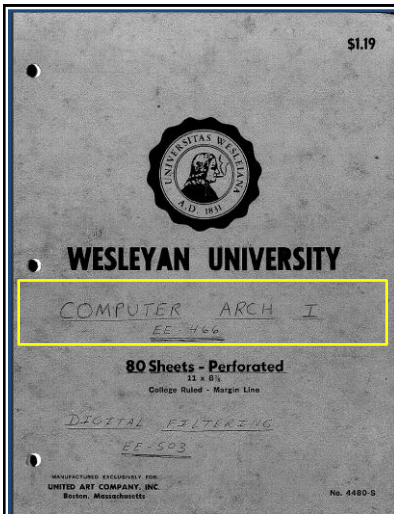 $1.19
UNIVERSITAS WESLEIANA
A.D. 1831
WESLEYAN UNIVERSITY
COMPUTER ARCH I
EE-466
80 Sheets - Perforated
11 x 8½
College Ruled - Margin Line
DIGITAL FILTERING
EE-503
MANUFACTURED EXCLUSIVELY FOR
UNITED ART COMPANY, INC.
Boston, Massachusetts
No. 4480-S